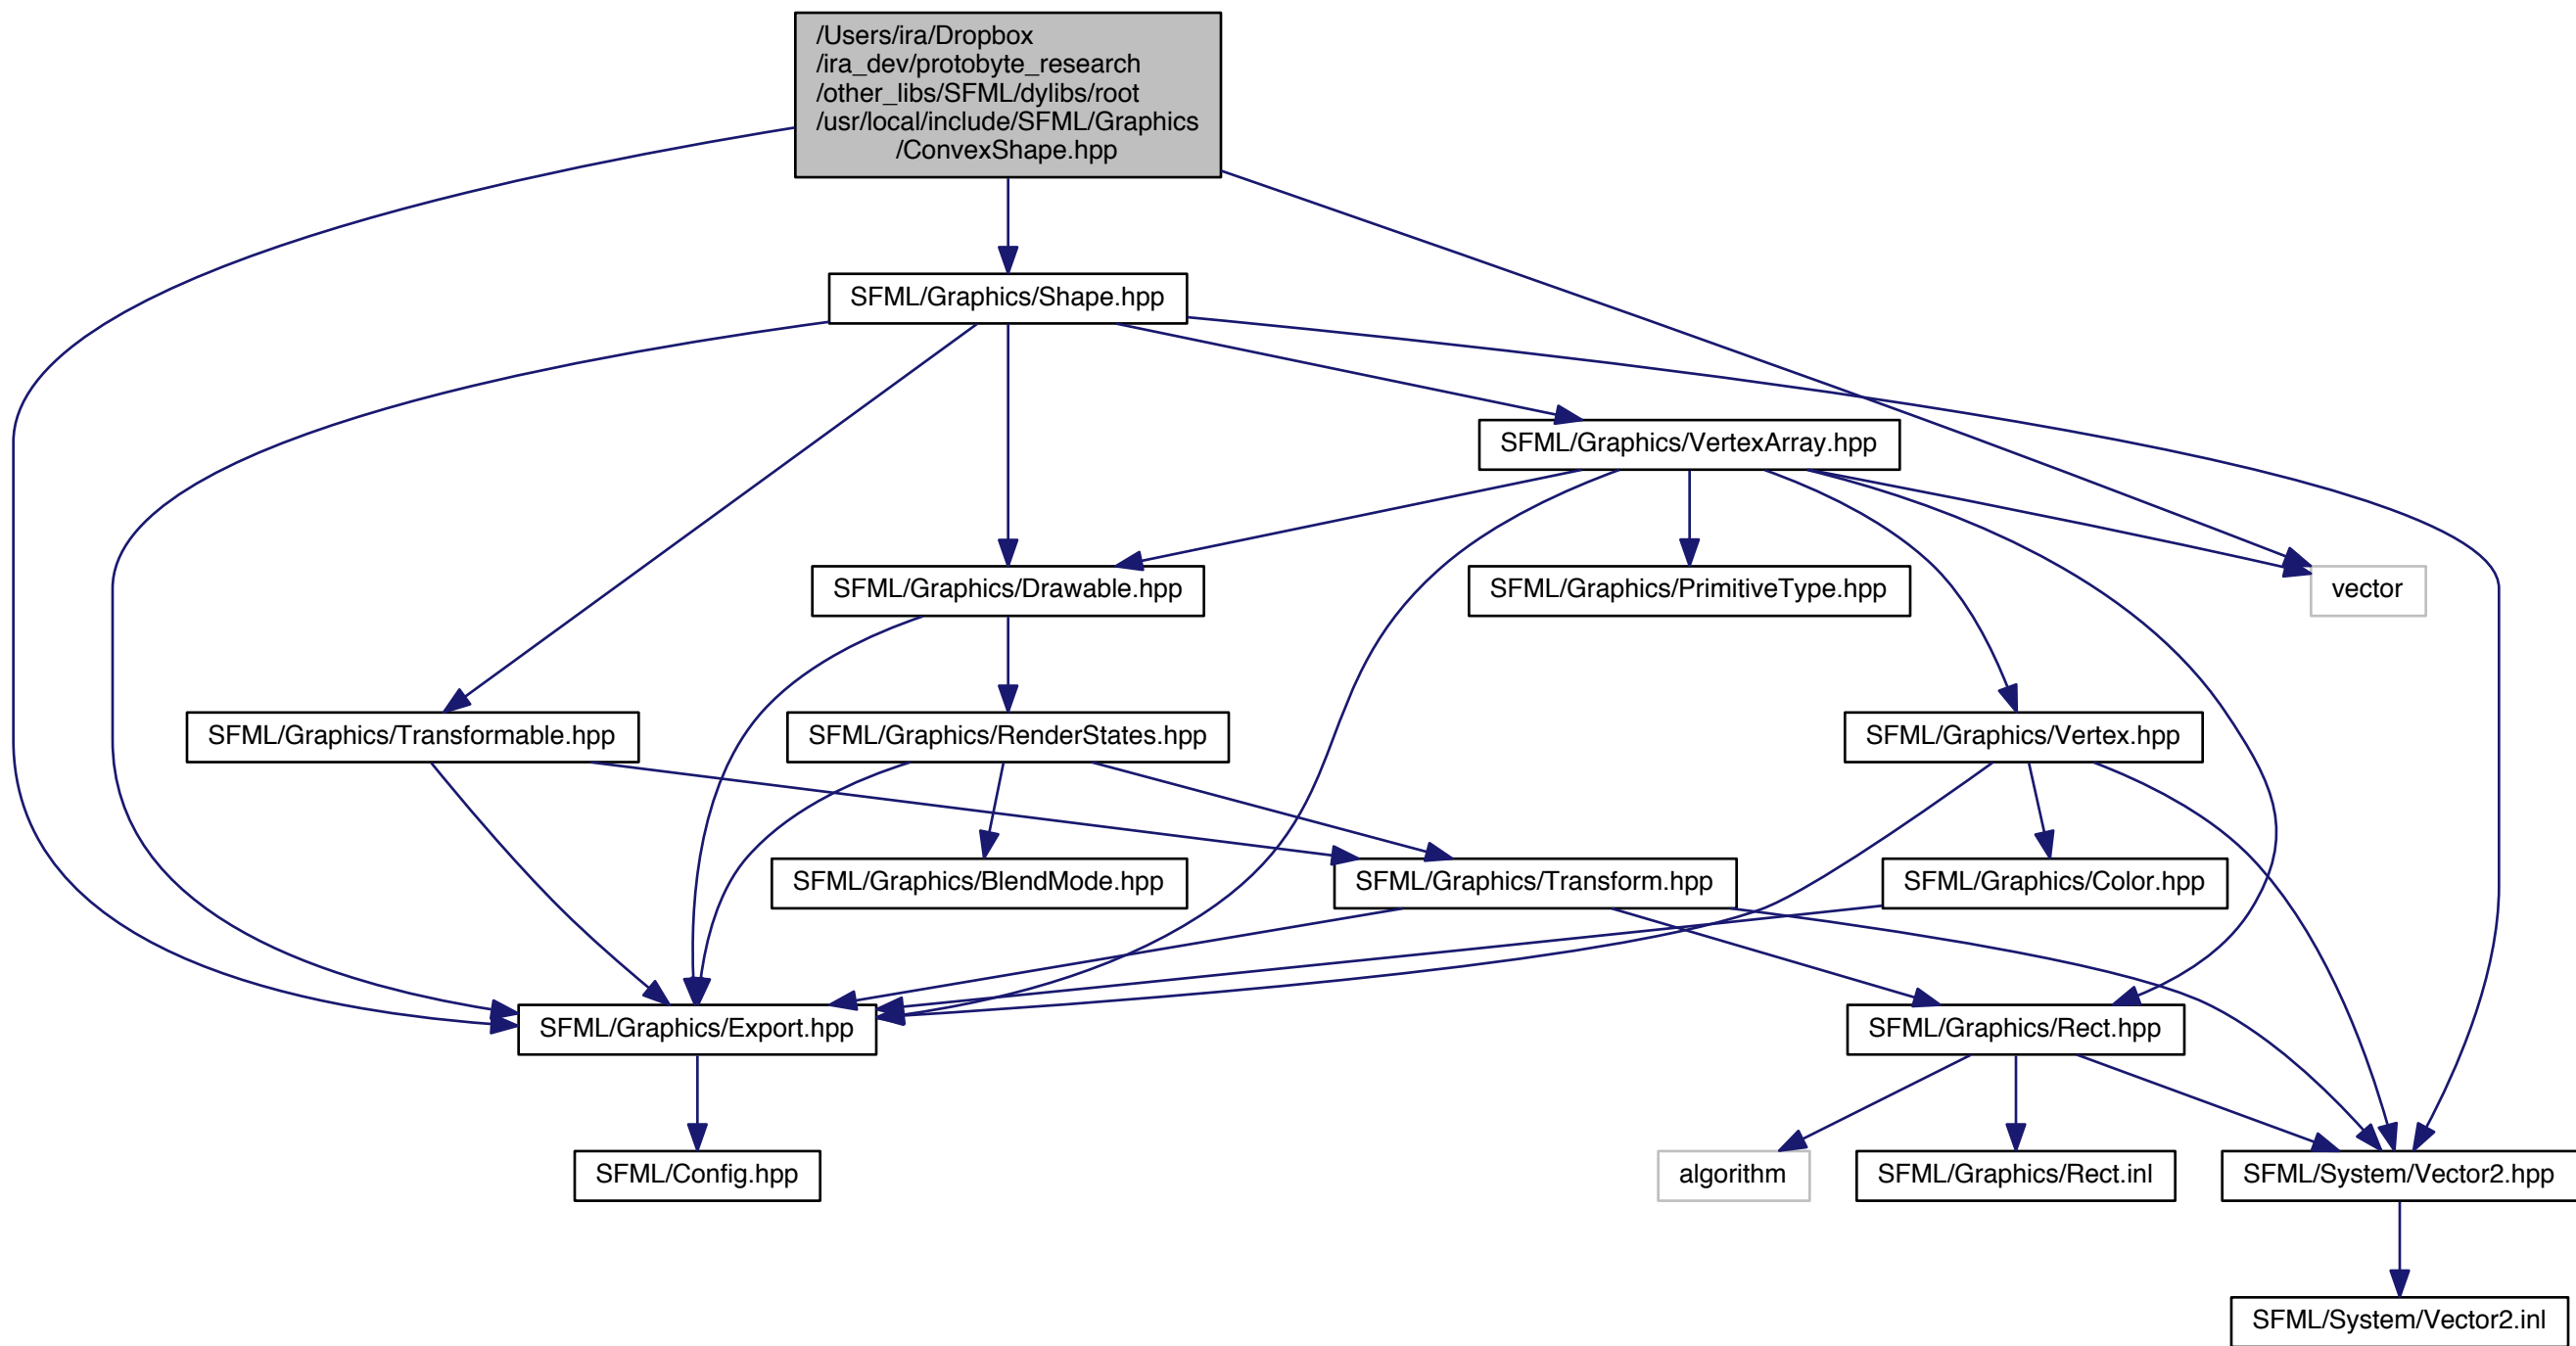 /Users/ira/Dropbox
/ira_dev/protobyte_research
/other_libs/SFML/dylibs/root
/usr/local/include/SFML/Graphics
/ConvexShape.hpp
SFML/Graphics/Shape.hpp
SFML/Graphics/VertexArray.hpp
SFML/Graphics/Drawable.hpp
SFML/Graphics/PrimitiveType.hpp
vector
SFML/Graphics/Transformable.hpp
SFML/Graphics/RenderStates.hpp
SFML/Graphics/Vertex.hpp
SFML/Graphics/BlendMode.hpp
SFML/Graphics/Transform.hpp
SFML/Graphics/Color.hpp
SFML/Graphics/Export.hpp
SFML/Graphics/Rect.hpp
SFML/Config.hpp
algorithm
SFML/Graphics/Rect.inl
SFML/System/Vector2.hpp
SFML/System/Vector2.inl